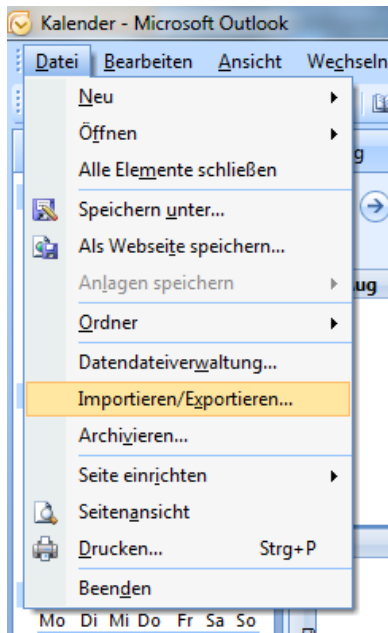 Kalender - Microsoft Outlook
Datei Bearbeiten Ansicht Wechseln
Neu
Öffnen
Alle Elemente schließen
g
Speichern unter...
Als Webseite speichern...
Anlagen speichern
ug
Ordner
Datendateiverwaltung...
Importieren/Exportieren...
Archivieren...
Seite einrichten
Seitenansicht
Drucken... Strg+P
Beenden
Mo Di Mi Do Fr Sa So